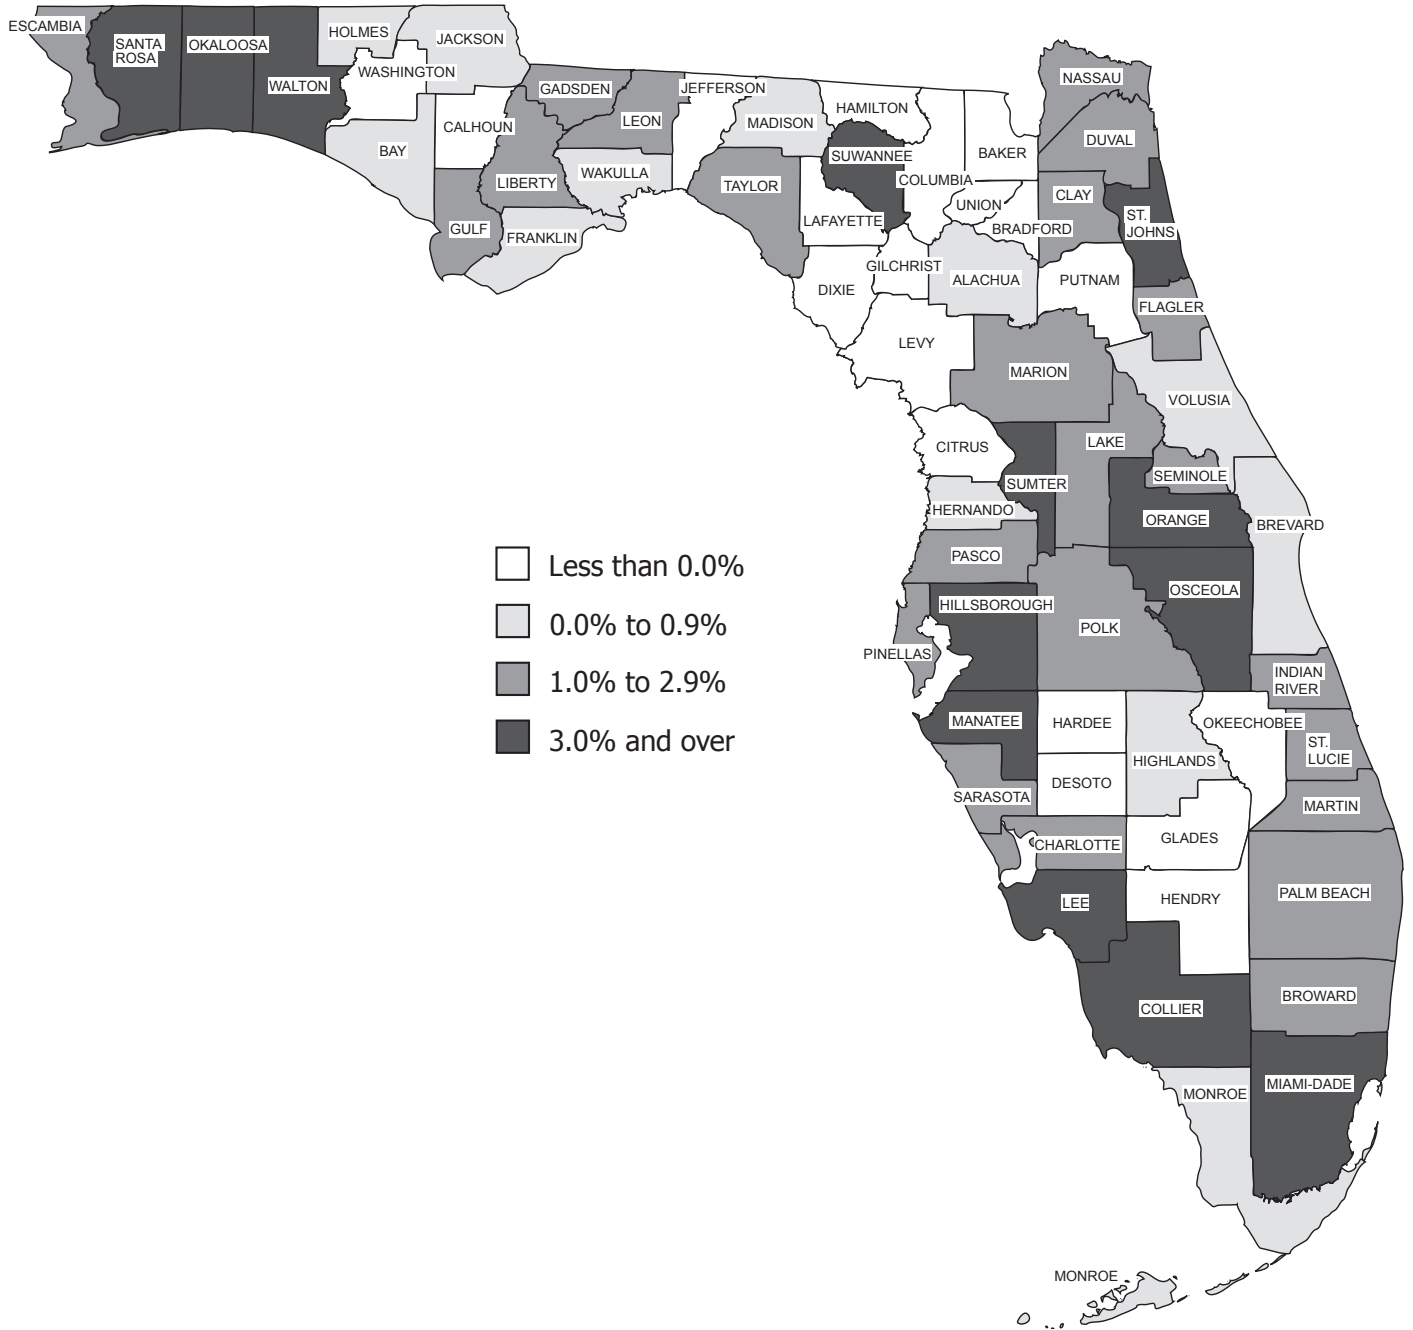 ESCAMBIA
SANTA
ROSA
OKALOOSA
WALTON
HOLMES
JACKSON
WASHINGTON
BAY
CALHOUN
GULF
LIBERTY
GADSDEN
LEON
WAKULLA
FRANKLIN
JEFFERSON
MADISON
TAYLOR
HAMILTON
SUWANNEE
LAFAYETTE
COLUMBIA
BAKER
UNION
BRADFORD
NASSAU
DUVAL
CLAY
ST.
JOHNS
GILCHRIST
ALACHUA
PUTNAM
DIXIE
FLAGLER
LEVY
MARION
VOLUSIA
CITRUS
LAKE
SUMTER
SEMINOLE
HERNANDO
ORANGE
BREVARD
PASCO
OSCEOLA
HILLSBOROUGH
POLK
PINELLAS
INDIAN
RIVER
MANATEE
HARDEE
OKEECHOBEE
ST.
LUCIE
HIGHLANDS
DESOTO
SARASOTA
MARTIN
GLADES
CHARLOTTE
LEE
HENDRY
PALM BEACH
COLLIER
BROWARD
MIAMI-DADE
MONROE
MONROE
Less than 0.0%
0.0% to 0.9%
1.0% to 2.9%
3.0% and over